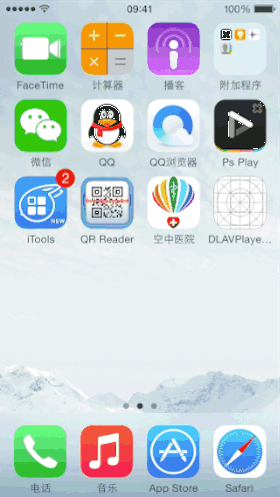 09:41
100%
FaceTime
计算器
播客
附加程序
微信
QQ
QQ浏览器
Ps Play
NEW
2
iTools
QR Reader
空中医院
DLAVPlaye...
电话
音乐
App Store
Safari